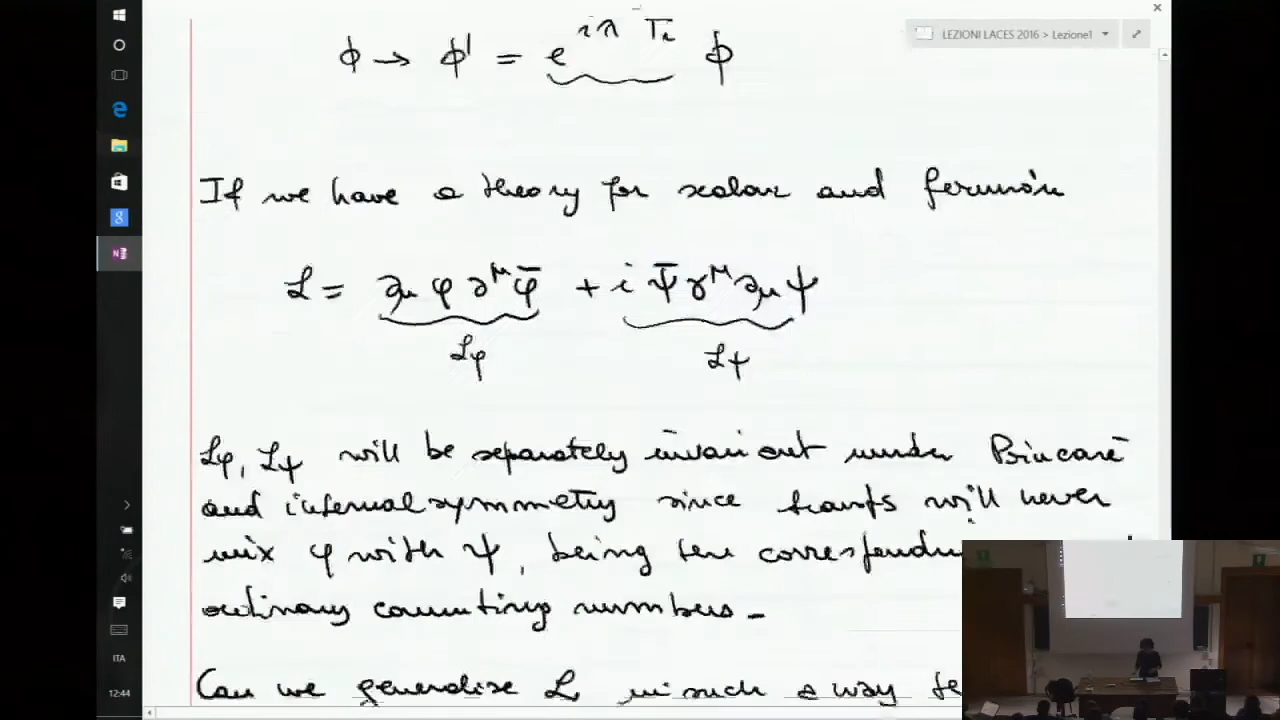 LEZIONI LACES 2016 > Lezione1
ϕ → ϕ' = e^{iλ T_i} ϕ
If we have a theory for scalar and fermion
ℒ = ∂_μ φ ∂^μ φ̄ + i ψ̄ γ^μ ∂_μ ψ
ℒ_φ ℒ_ψ
ℒ_φ, ℒ_ψ will be separately invariant under Poincaré
and internal symmetry since transfs will never
mix φ with ψ, being the
ordinary commuting numbers.
Can we generalise ℒ in such a way
ITA
12:44